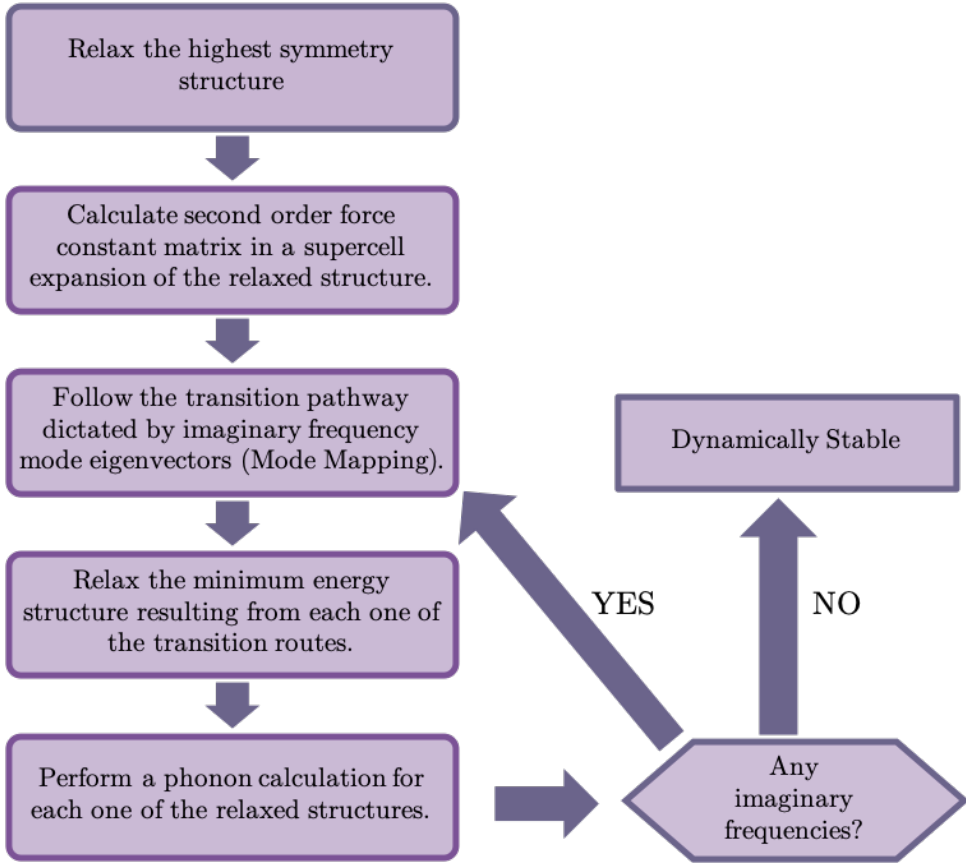 Relax the highest symmetry
structure
Calculate second order force
constant matrix in a supercell
expansion of the relaxed structure.
Follow the transition pathway
dictated by imaginary frequency
mode eigenvectors (Mode Mapping).
Relax the minimum energy
structure resulting from each one of
the transition routes.
Perform a phonon calculation for
each one of the relaxed structures.
Any
imaginary
frequencies?
YES
NO
Dynamically Stable